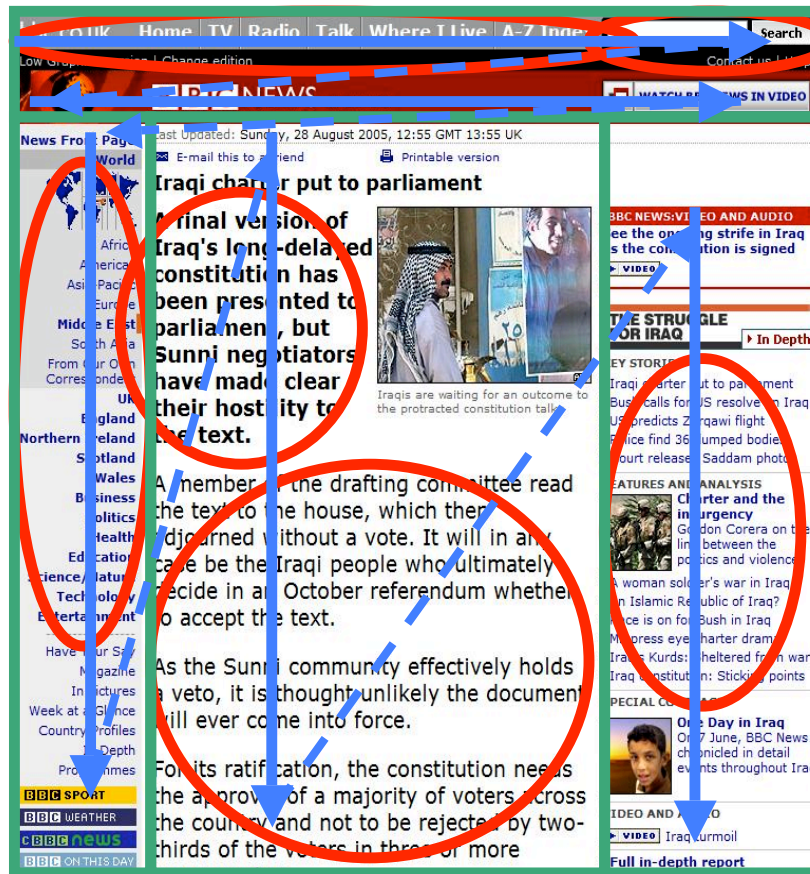 Home TV Radio Talk Where I Live A-Z Index
Search
Change edition
Contact us
BBC NEWS
WATCH BBC NEWS IN VIDEO
News Front Page
World
Africa
Americas
Asia-Pacific
Europe
Middle East
South Asia
From Our Own
Correspondent
UK
England
Northern Ireland
Scotland
Wales
Business
Politics
Health
Education
Science/Nature
Technology
Entertainment
Have Your Say
Magazine
In Pictures
Week at a Glance
Country Profiles
In Depth
Programmes
BBC SPORT
BBC WEATHER
CBBC news
BBC ON THIS DAY
Last Updated: Sunday, 28 August 2005, 12:55 GMT 13:55 UK
E-mail this to a friend
Printable version
Iraqi charter put to parliament
A final version of
Iraq's long-delayed
constitution has
been presented to
parliament, but
Sunni negotiators
have made clear
their hostility to
the text.
Iraqis are waiting for an outcome to
the protracted constitution talks
A member of the drafting committee read
the text to the house, which then
adjourned without a vote. It will in any
case be the Iraqi people who ultimately
decide in an October referendum whether
to accept the text.
As the Sunni community effectively holds
a veto, it is thought unlikely the document
will ever come into force.
For its ratification, the constitution needs
the approval of a majority of voters across
the country and not to be rejected by two-
thirds of the voters in three or more
BBC NEWS: VIDEO AND AUDIO
See the ongoing strife in Iraq
as the constitution is signed
VIDEO
THE STRUGGLE
FOR IRAQ
In Depth
KEY STORIES
Iraqi charter put to parliament
Bush calls for US resolve on Iraq
US predicts Zarqawi flight
Police find 36 dumped bodies
Court releases Saddam photo
FEATURES AND ANALYSIS
Charter and the
insurgency
Gordon Corera on the
line between the
politics and violence
A woman soldier's war in Iraq
An Islamic Republic of Iraq?
Race is on for Bush in Iraq
press eye charter drama
Iraq's Kurds: Sheltered from war
Iraq constitution: Sticking points
SPECIAL
One Day in Iraq
On 7 June, BBC News
chronicled in detail
events throughout Iraq
VIDEO AND AUDIO
VIDEO Iraq turmoil
Full in-depth report